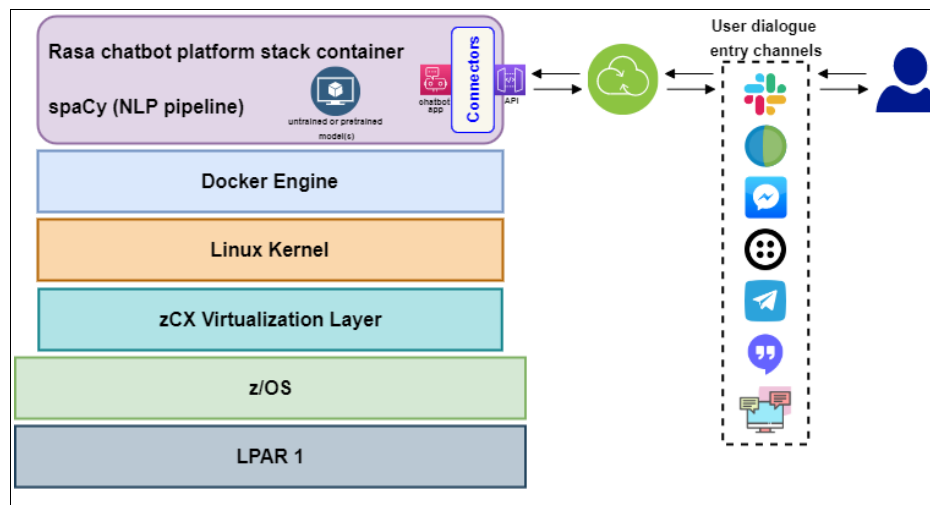 Rasa chatbot platform stack container
spaCy (NLP pipeline)
untrained or pretrained
model(s)
chatbot
app
Connectors
API
User dialogue
entry channels
Docker Engine
Linux Kernel
zCX Virtualization Layer
z/OS
LPAR 1